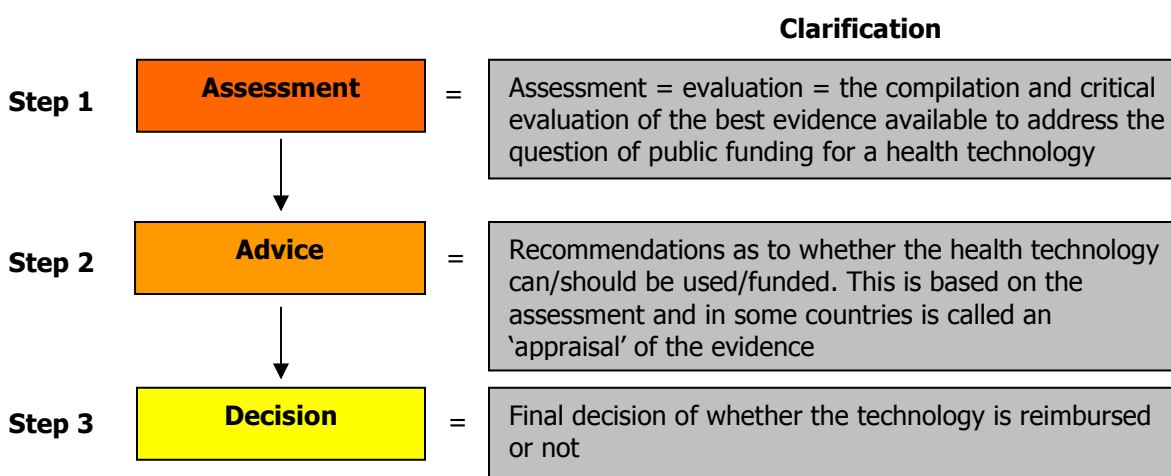 Clarification
Step 1
Assessment
=
Assessment = evaluation = the compilation and critical
evaluation of the best evidence available to address the
question of public funding for a health technology
Step 2
Advice
=
Recommendations as to whether the health technology
can/should be used/funded. This is based on the
assessment and in some countries is called an
‘appraisal’ of the evidence
Step 3
Decision
=
Final decision of whether the technology is reimbursed
or not